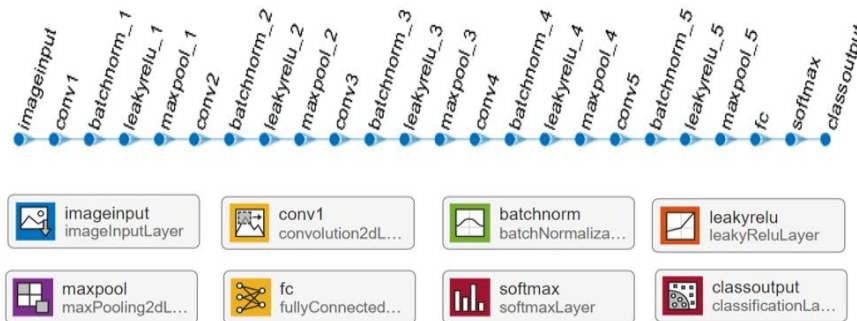 imageinput
conv1
batchnorm_1
leakyrelu_1
maxpool_1
conv2
batchnorm_2
leakyrelu_2
maxpool_2
conv3
batchnorm_3
leakyrelu_3
maxpool_3
conv4
batchnorm_4
leakyrelu_4
maxpool_4
conv5
batchnorm_5
leakyrelu_5
maxpool_5
fc
softmax
classoutput
imageinput
imageInputLayer
conv1
convolution2dL...
batchnorm
batchNormaliza...
leakyrelu
leakyReluLayer
maxpool
maxPooling2dL...
fc
fullyConnected...
softmax
softmaxLayer
classoutput
classificationLa...